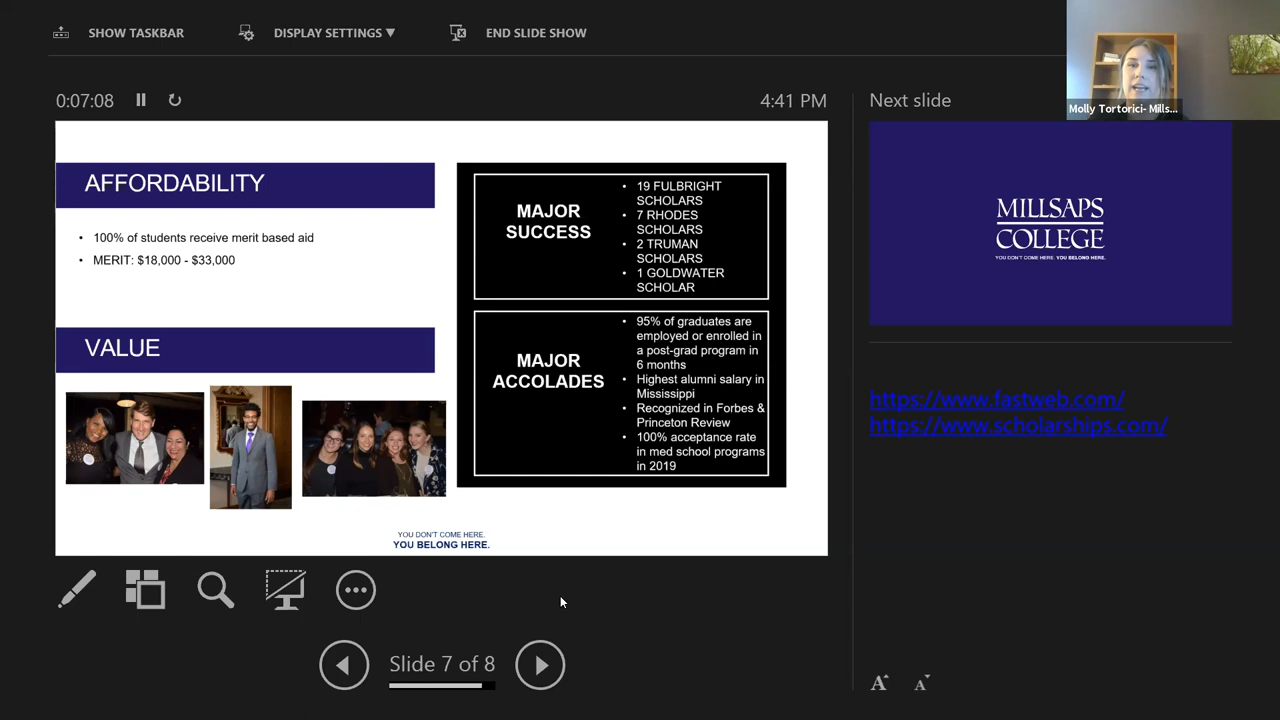 SHOW TASKBAR
DISPLAY SETTINGS ▼
END SLIDE SHOW
Molly Tortorici- Mills...
0:07:08
4:41 PM
Next slide
AFFORDABILITY
• 100% of students receive merit based aid
• MERIT: $18,000 - $33,000
VALUE
MAJOR
SUCCESS
• 19 FULBRIGHT
SCHOLARS
• 7 RHODES
SCHOLARS
• 2 TRUMAN
SCHOLARS
• 1 GOLDWATER
SCHOLAR
MAJOR
ACCOLADES
• 95% of graduates are
employed or enrolled in
a post-grad program in
6 months
• Highest alumni salary in
Mississippi
• Recognized in Forbes &
Princeton Review
• 100% acceptance rate
in med school programs
in 2019
YOU DON'T COME HERE.
YOU BELONG HERE.
MILLSAPS
COLLEGE
YOU DON'T COME HERE. YOU BELONG HERE.
https://www.fastweb.com/
https://www.scholarships.com/
Slide 7 of 8
A
A